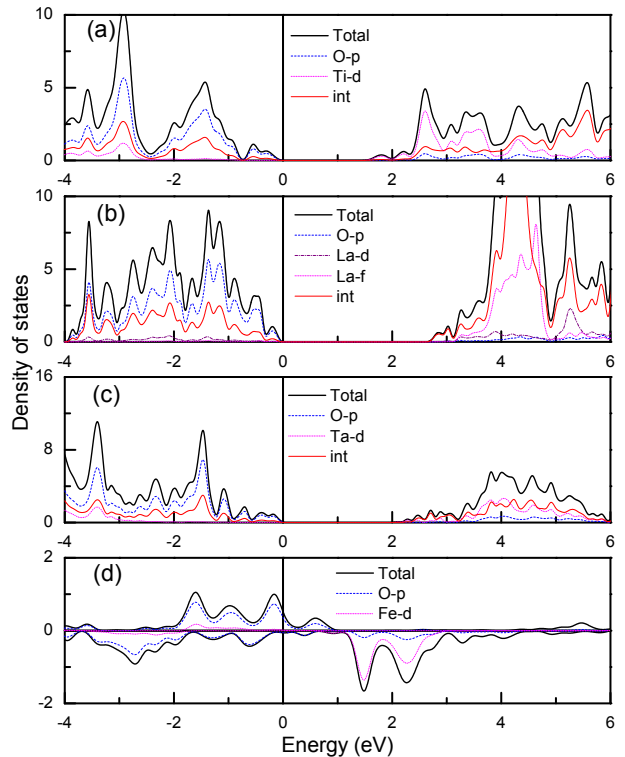 Density of states
(a)
Total
O-p
Ti-d
int
10
5
0
-4 -2 0 2 4 6
(b)
Total
O-p
La-d
La-f
int
10
5
0
-4 -2 0 2 4 6
(c)
Total
O-p
Ta-d
int
16
12
8
4
0
-4 -2 0 2 4 6
(d)
Total
O-p
Fe-d
2
0
-2
-4 -2 0 2 4 6
Energy (eV)